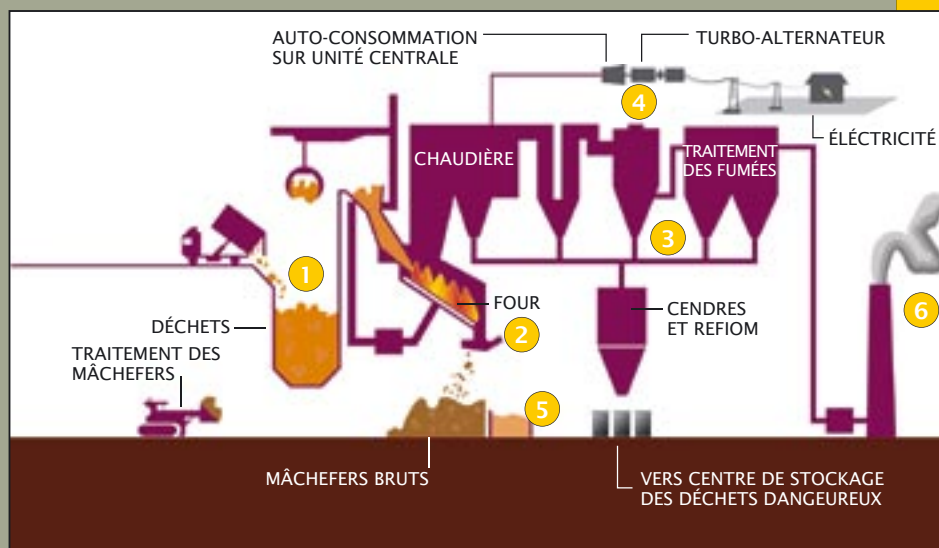 AUTO-CONSOMMATION
SUR UNITÉ CENTRALE
TURBO-ALTERNATEUR
4
ÉLÉCTRICITÉ
CHAUDIÈRE
TRAITEMENT
DES FUMÉES
3
1
FOUR
2
CENDRES
ET REFIOM
6
DÉCHETS
TRAITEMENT DES
MÂCHEFERS
5
MÂCHEFERS BRUTS
VERS CENTRE DE STOCKAGE
DES DÉCHETS DANGEUREUX